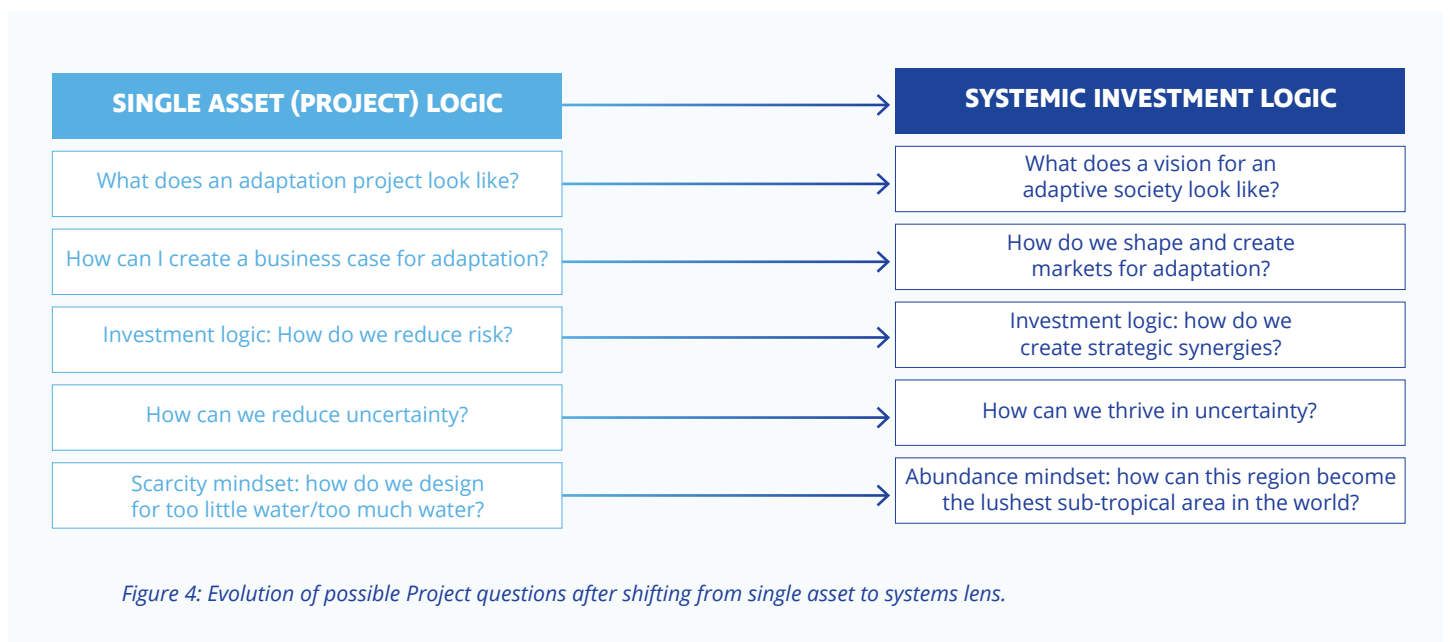 SINGLE ASSET (PROJECT) LOGIC
SYSTEMIC INVESTMENT LOGIC
What does an adaptation project look like?
What does a vision for an
adaptive society look like?
How can I create a business case for adaptation?
How do we shape and create
markets for adaptation?
Investment logic: How do we reduce risk?
Investment logic: how do we
create strategic synergies?
How can we reduce uncertainty?
How can we thrive in uncertainty?
Scarcity mindset: how do we design
for too little water/too much water?
Abundance mindset: how can this region become
the lushest sub-tropical area in the world?
Figure 4: Evolution of possible Project questions after shifting from single asset to systems lens.